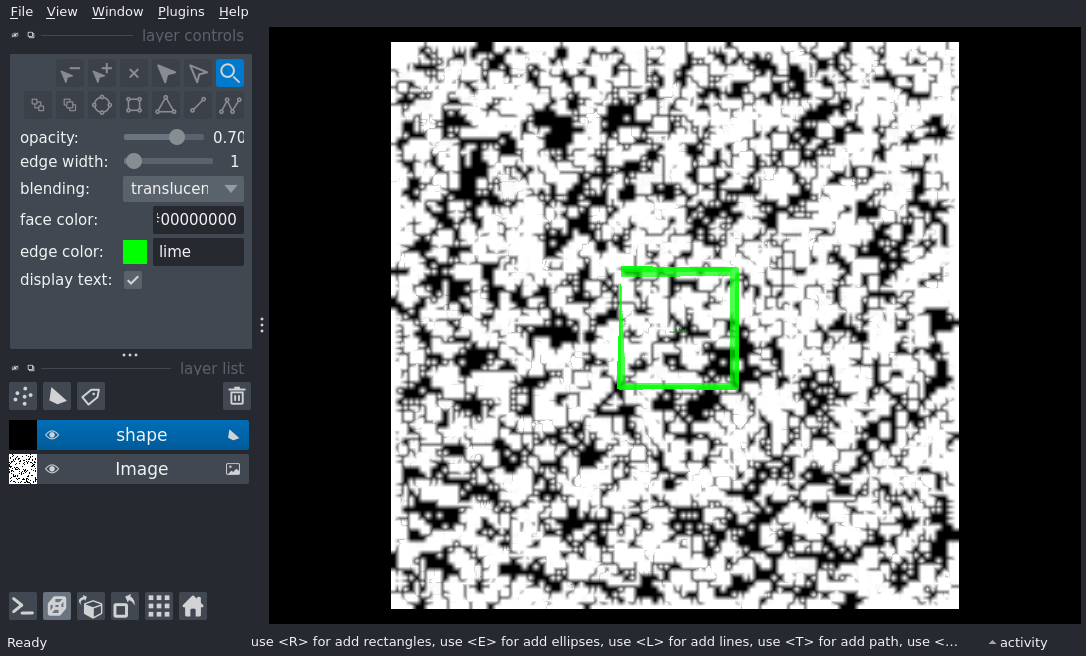 File View Window Plugins Help
layer controls
opacity: 0.70
edge width: 1
blending: translucen
face color: 00000000
edge color: lime
display text:
layer list
shape
Image
Ready use <R> for add rectangles, use <E> for add ellipses, use <L> for add lines, use <T> for add path, use <... activity